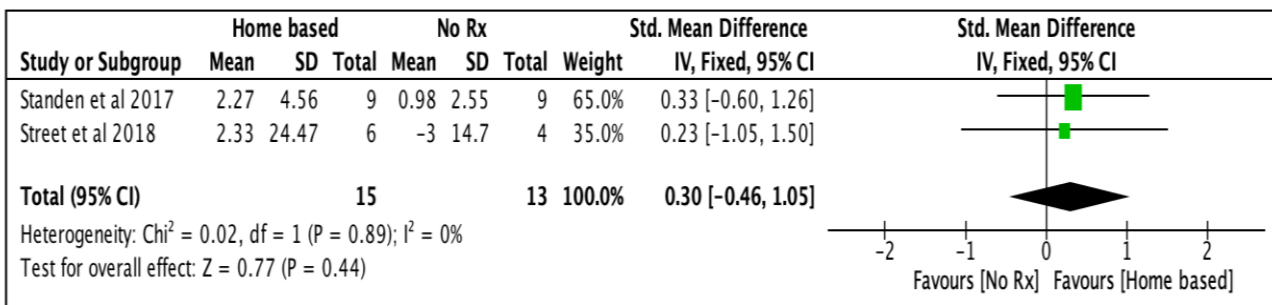 Home based No Rx Std. Mean Difference Std. Mean Difference
Study or Subgroup Mean SD Total Mean SD Total Weight IV, Fixed, 95% CI IV, Fixed, 95% CI
Standen et al 2017 2.27 4.56 9 0.98 2.55 9 65.0% 0.33 [−0.60, 1.26]
Street et al 2018 2.33 24.47 6 −3 14.7 4 35.0% 0.23 [−1.05, 1.50]
Total (95% CI) 15 13 100.0% 0.30 [−0.46, 1.05]
Heterogeneity: Chi² = 0.02, df = 1 (P = 0.89); I² = 0%
Test for overall effect: Z = 0.77 (P = 0.44)
−2 −1 0 1 2
Favours [No Rx] Favours [Home based]